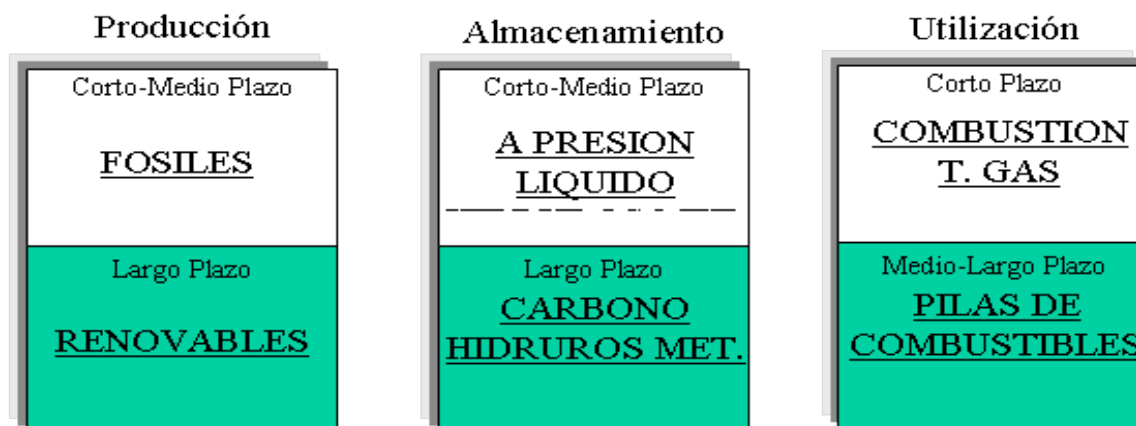 Producción
Corto-Medio Plazo
FOSILES
Largo Plazo
RENOVABLES
Almacenamiento
Corto-Medio Plazo
A PRESION
LIQUIDO
Largo Plazo
CARBONO
HIDRUROS MET.
Utilización
Corto Plazo
COMBUSTION
T. GAS
Medio-Largo Plazo
PILAS DE
COMBUSTIBLES